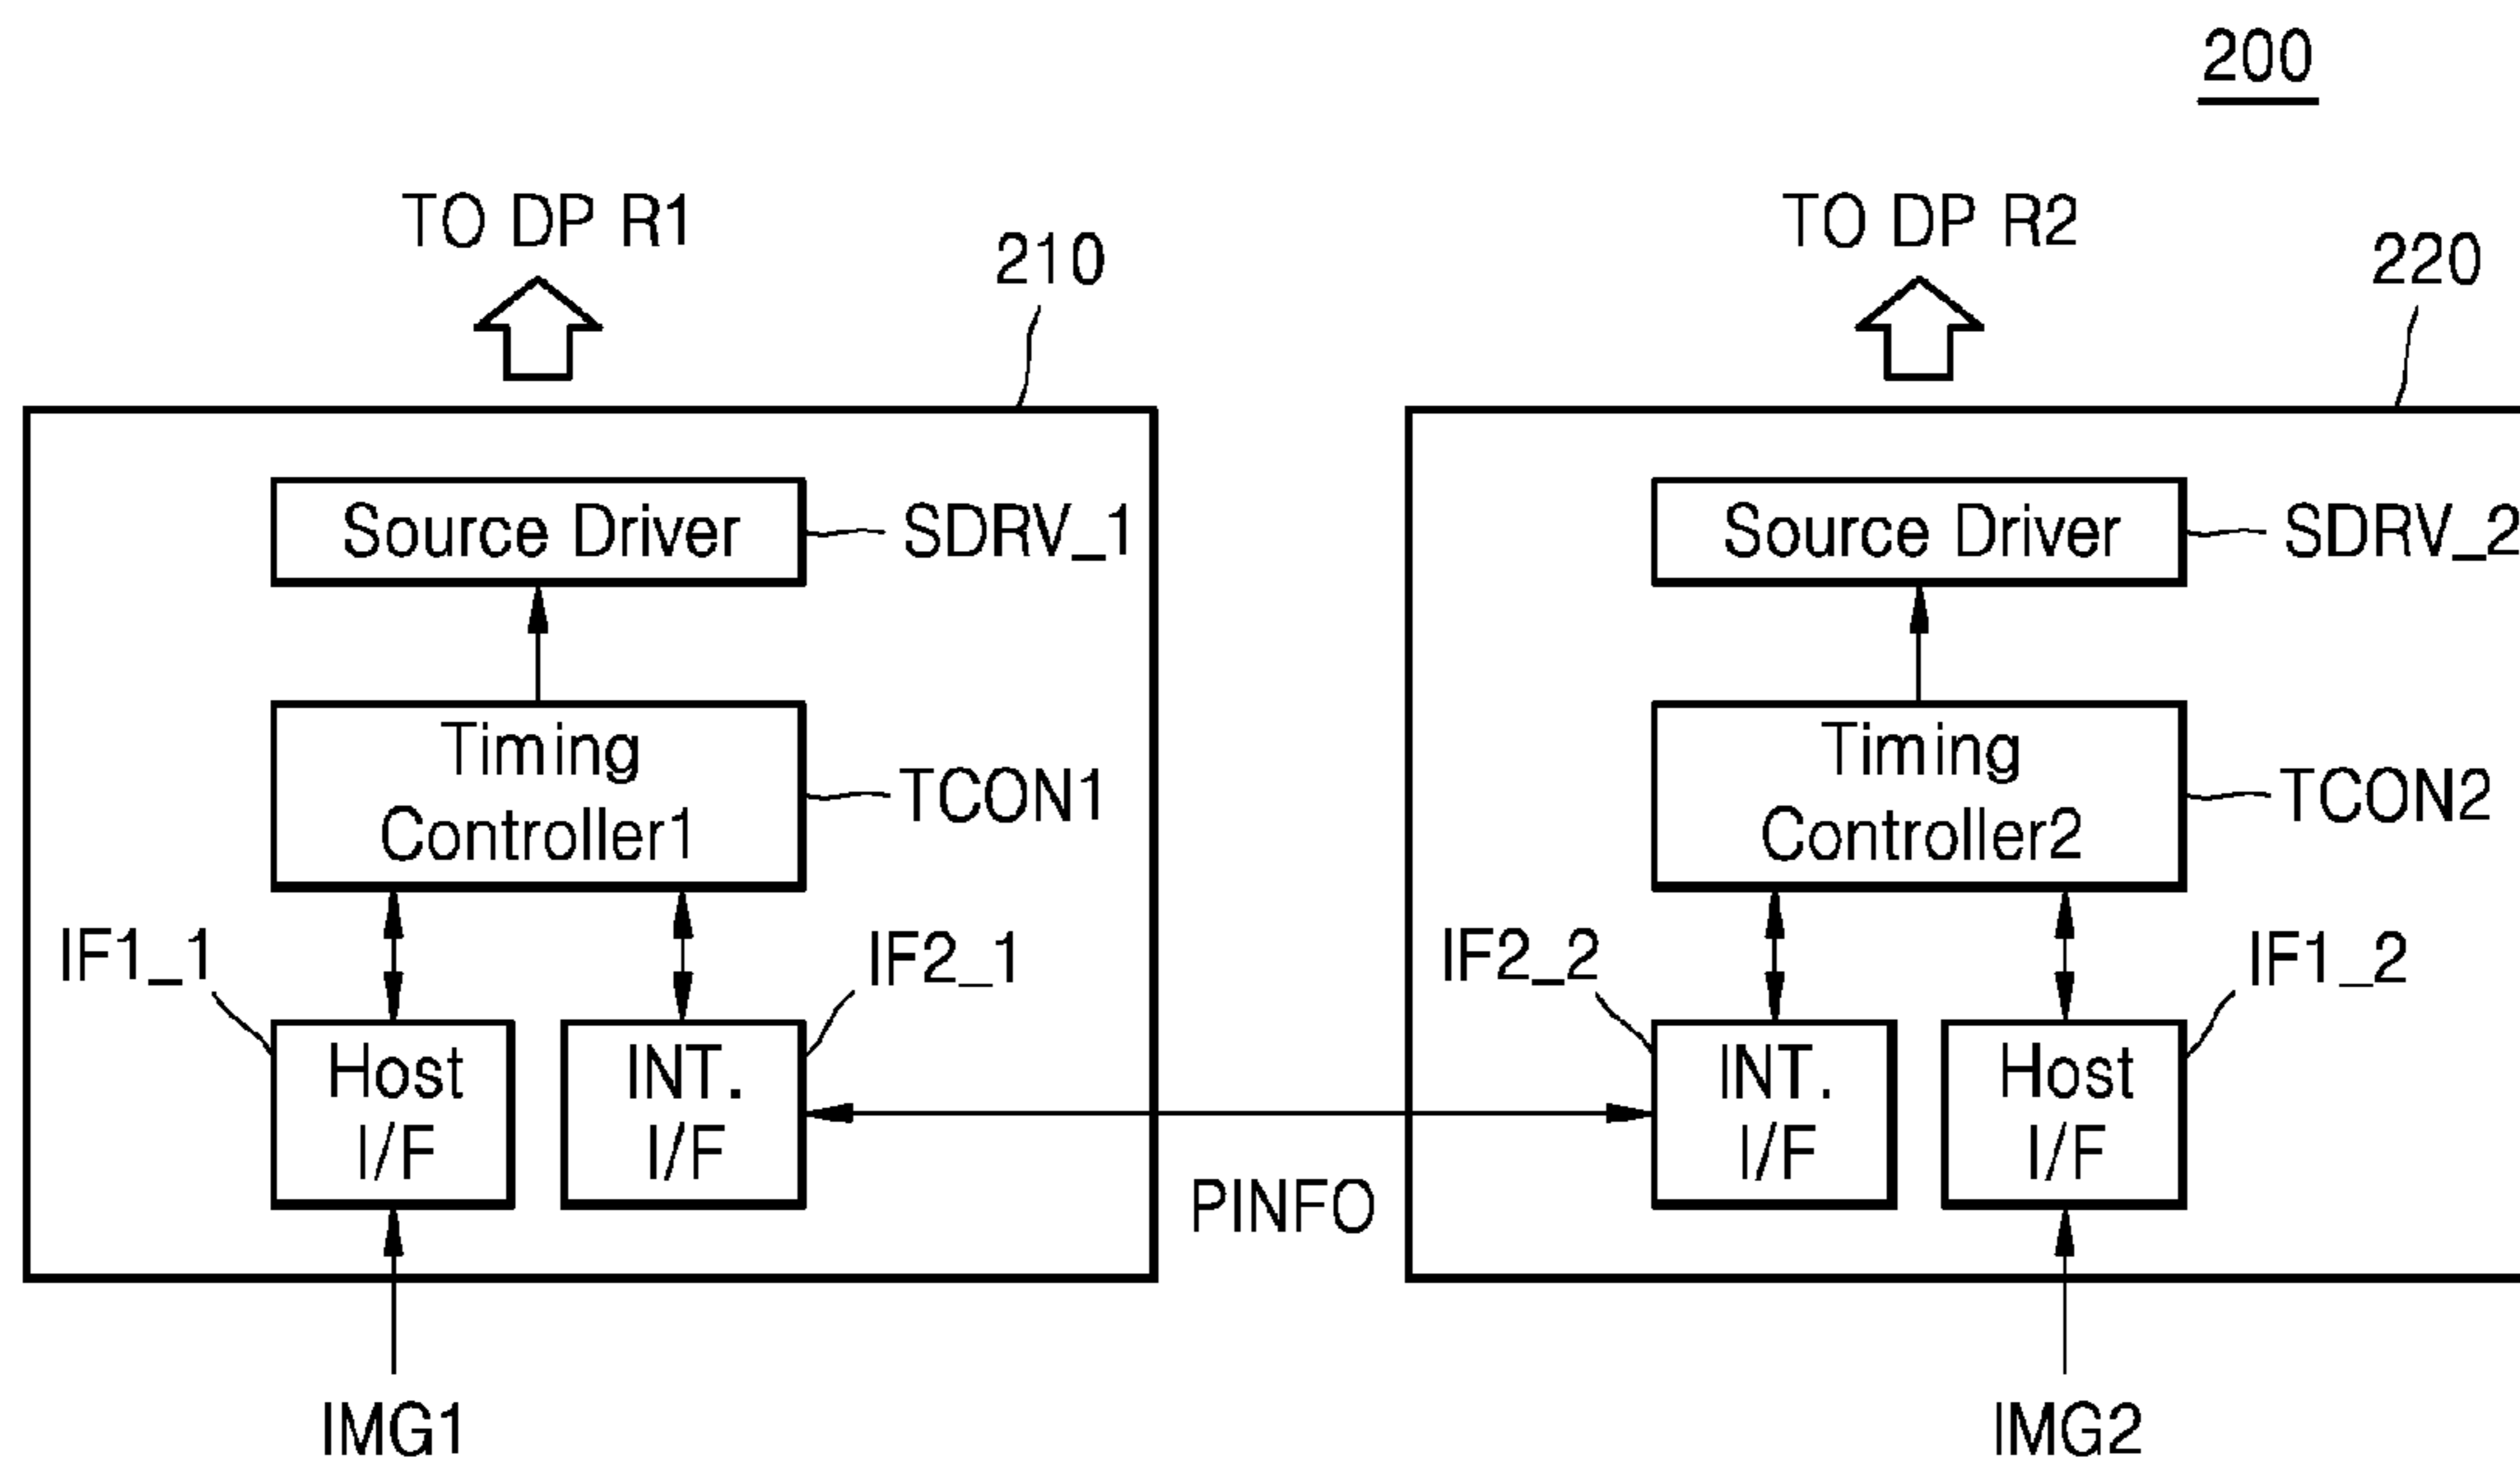 200
TO DP R1
TO DP R2
210
220
Source Driver
SDRV_1
Source Driver
SDRV_2
Timing
Controller1
TCON1
Timing
Controller2
TCON2
IF1_1
IF2_1
IF2_2
IF1_2
Host
I/F
INT.
I/F
INT.
I/F
Host
I/F
PINFO
IMG1
IMG2